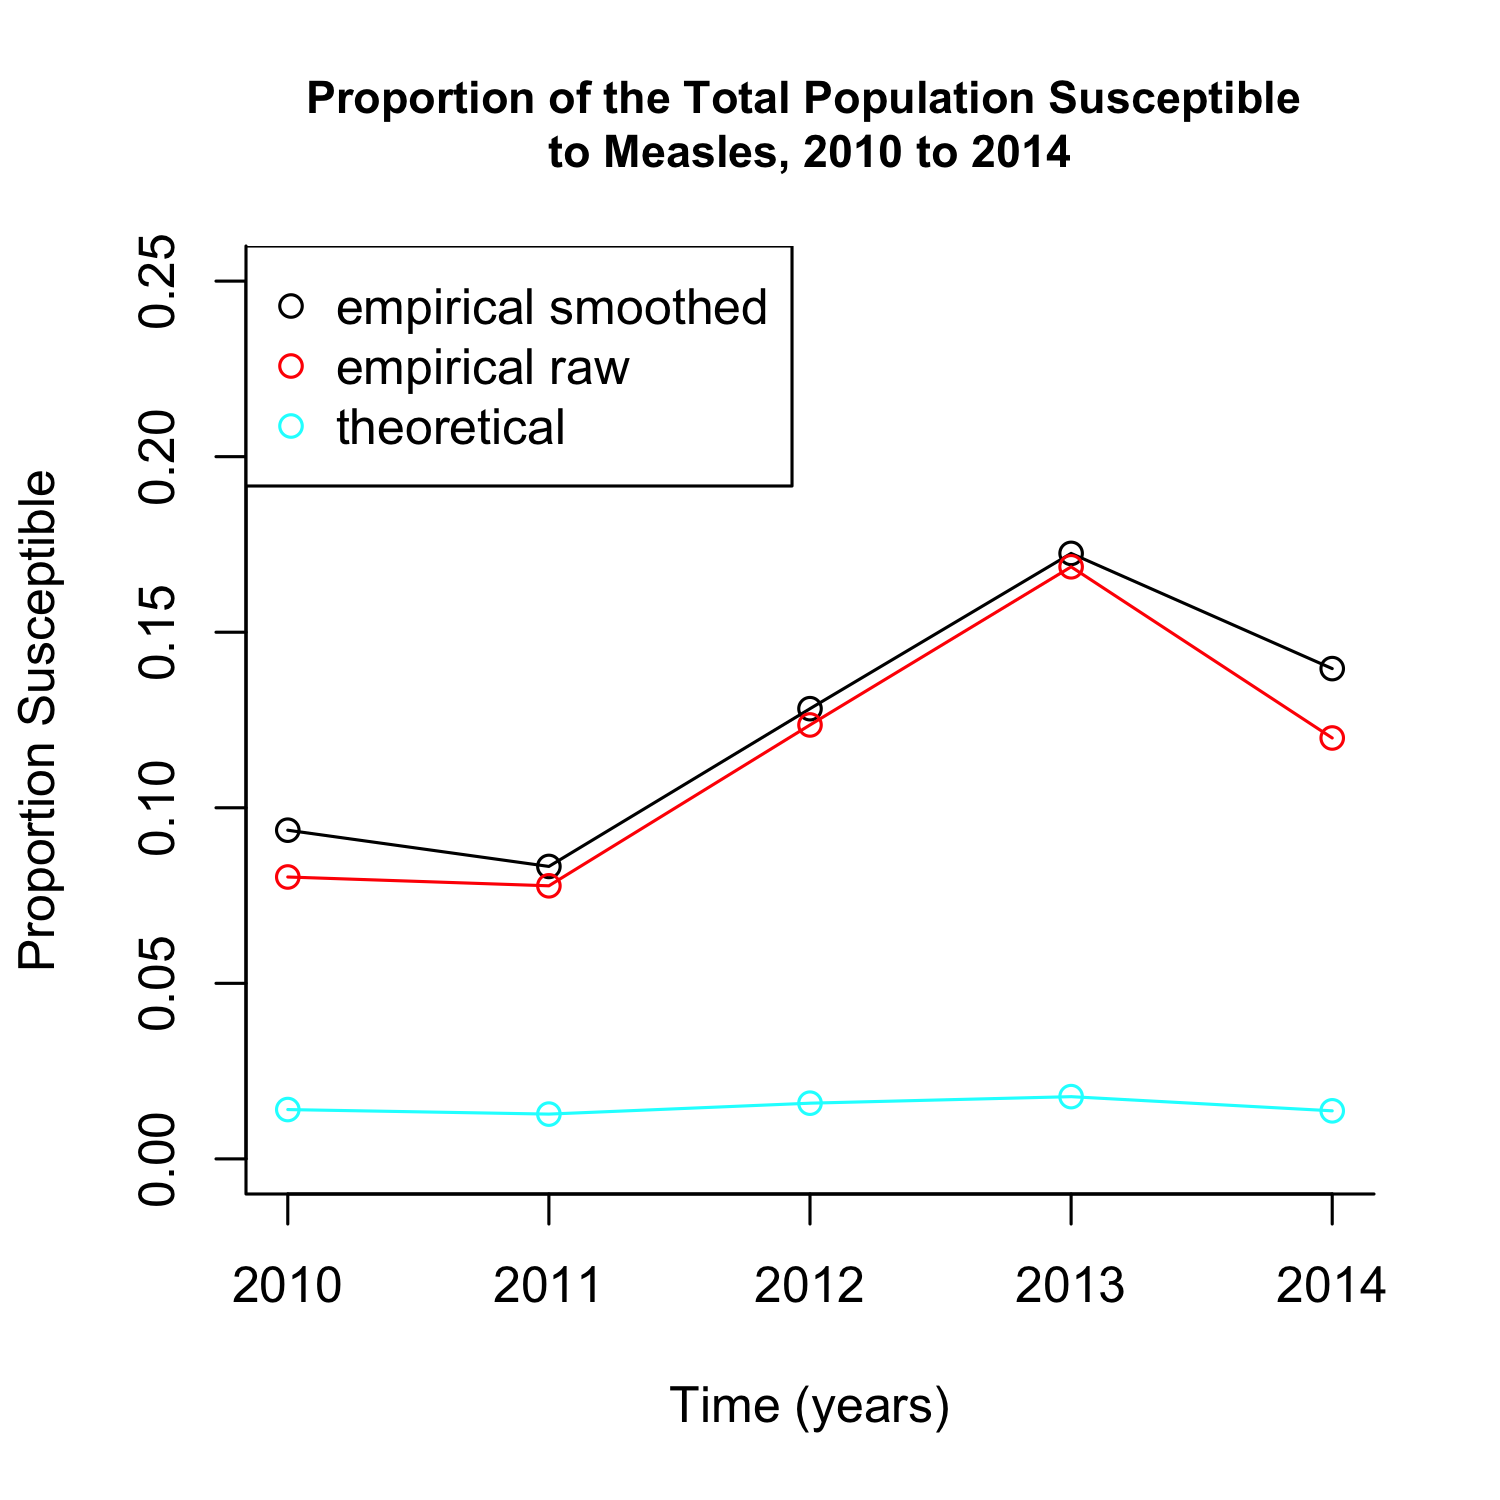 Proportion of the Total Population Susceptible
to Measles, 2010 to 2014
empirical smoothed
empirical raw
theoretical
Proportion Susceptible
0.25
0.20
0.15
0.10
0.05
0.00
2010 2011 2012 2013 2014
Time (years)